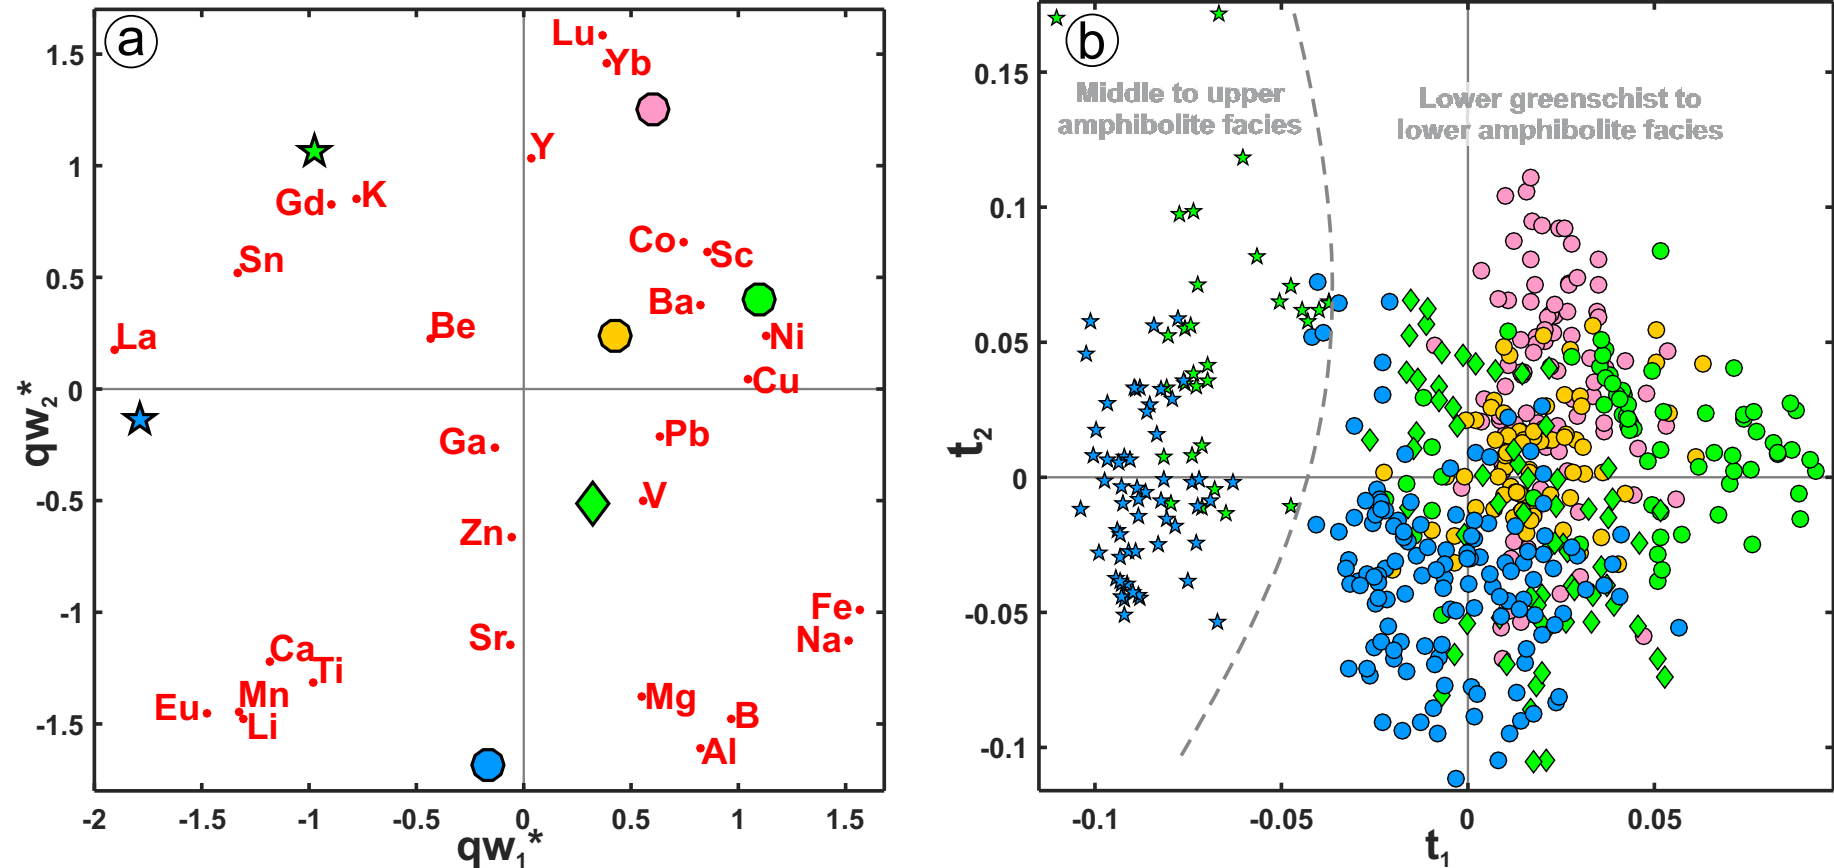 a
Lu
Yb
Y
Gd
K
Sn
Co
Sc
Ba
La
Be
Ni
Cu
Ga
Pb
V
Zn
Fe
Na
Sr
Ca
Ti
Mn
Eu
Li
Mg
B
Al
1.5
1
0.5
0
-0.5
-1
-1.5
-2 -1.5 -1 -0.5 0 0.5 1 1.5
qw1*
qw2*
b
Middle to upper
amphibolite facies
Lower greenschist to
lower amphibolite facies
0.15
0.1
0.05
0
-0.05
-0.1
-0.1 -0.05 0 0.05
t1
t2